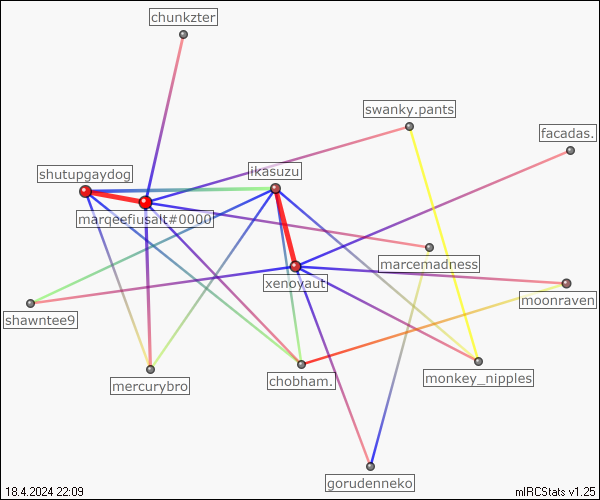 chunkzter
swanky.pants
facadas.
shutupgaydog
ikasuzu
marqeefiusalt#0000
marcemadness
xenoyaut
moonraven
shawntee9
mercurybro
chobham.
monkey_nipples
gorudenneko
18.4.2024 22:09
mIRCStats v1.25